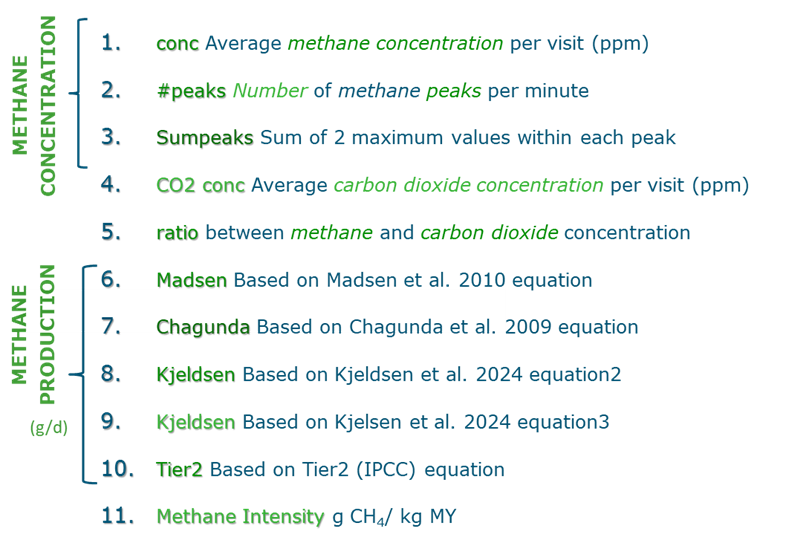 METHANE
CONCENTRATION
1. conc Average methane concentration per visit (ppm)
2. #peaks Number of methane peaks per minute
3. Sumpeaks Sum of 2 maximum values within each peak
4. CO2 conc Average carbon dioxide concentration per visit (ppm)
5. ratio between methane and carbon dioxide concentration
METHANE
PRODUCTION
(g/d)
6. Madsen Based on Madsen et al. 2010 equation
7. Chagunda Based on Chagunda et al. 2009 equation
8. Kjeldsen Based on Kjeldsen et al. 2024 equation2
9. Kjeldsen Based on Kjelsen et al. 2024 equation3
10. Tier2 Based on Tier2 (IPCC) equation
11. Methane Intensity g CH₄/ kg MY